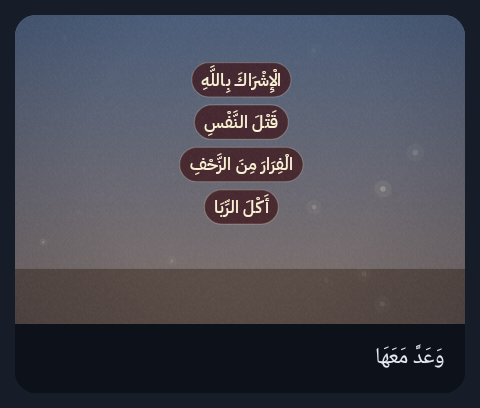 الْإِشْرَاكَ بِاللَّهِ
قَتْلَ النَّفْسِ
الْفِرَارَ مِنَ الزَّحْفِ
أَكْلَ الرِّبَا
وَعَدَّ مَعَهَا